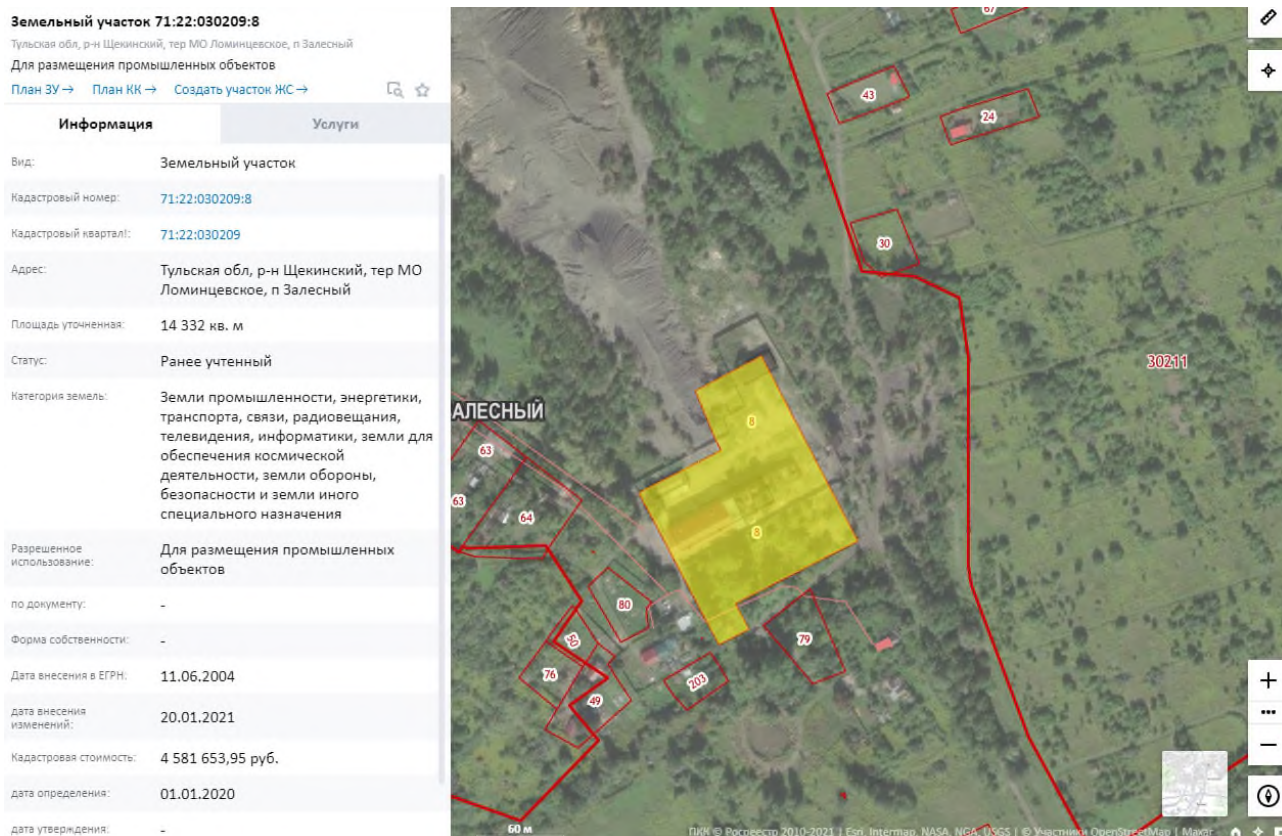 Земельный участок 71:22:030209:8
Тульская обл, р-н Щекинский, тер МО Ломинцевское, п Залесный
Для размещения промышленных объектов
План ЗУ → План КК → Создать участок ЖС →
Информация Услуги
Вид: Земельный участок
Кадастровый номер: 71:22:030209:8
Кадастровый квартал!: 71:22:030209
Адрес: Тульская обл, р-н Щекинский, тер МО
Ломинцевское, п Залесный
Площадь уточненная: 14 332 кв. м
Статус: Ранее учтенный
Категория земель: Земли промышленности, энергетики,
транспорта, связи, радиовещания,
телевидения, информатики, земли для
обеспечения космической
деятельности, земли обороны,
безопасности и земли иного
специального назначения
Разрешенное
использование:
Для размещения промышленных
объектов
по документу: -
Форма собственности: -
Дата внесения в ЕГРН: 11.06.2004
дата внесения
изменений:
20.01.2021
Кадастровая стоимость: 4 581 653,95 руб.
дата определения: 01.01.2020
дата утверждения: -
67
43
24
30
30211
АЛЕСНЫЙ
8
63
63
64
8
80
50
79
76
203
49
60 м
ПКК © Росреестр 2010-2021 | Esri, Intermap, NASA, NGA, USGS | © Участники OpenStreetMap | Maxar